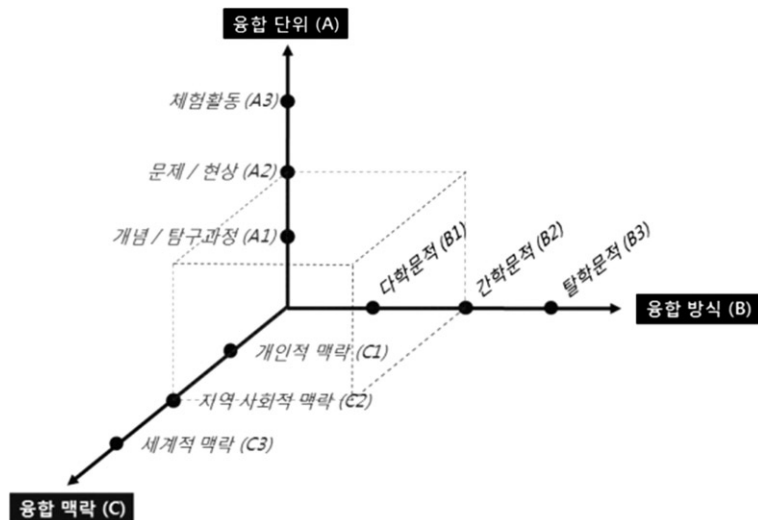 융합 단위 (A)
체험활동 (A3)
문제 / 현상 (A2)
개념 / 탐구과정 (A1)
다학문적 (B1)
간학문적 (B2)
탈학문적 (B3)
융합 방식 (B)
개인적 맥락 (C1)
지역 사회적 맥락 (C2)
세계적 맥락 (C3)
융합 맥락 (C)